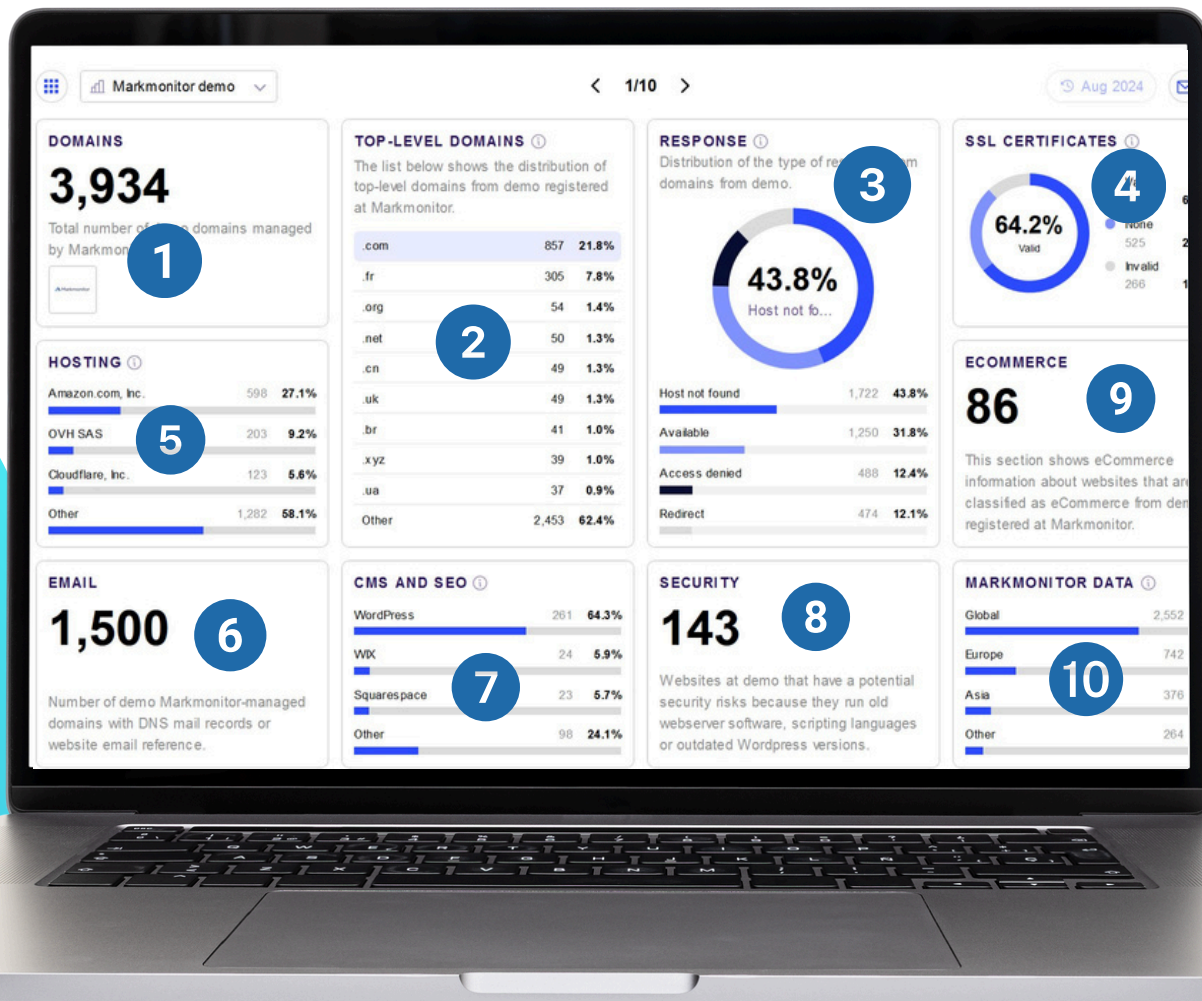 Markmonitor demo
1/10
Aug 2024
DOMAINS
3,934
Total number of demo domains managed
by Markmon
Markmonitor
1
TOP-LEVEL DOMAINS
The list below shows the distribution of
top-level domains from demo registered
at Markmonitor.
.com 857 21.8%
.fr 305 7.8%
.org 54 1.4%
.net 50 1.3%
.cn 49 1.3%
.uk 49 1.3%
.br 41 1.0%
.xyz 39 1.0%
.ua 37 0.9%
Other 2,453 62.4%
2
RESPONSE
Distribution of the type of
domains from demo.
3
43.8%
Host not fo...
Host not found 1,722 43.8%
Available 1,250 31.8%
Access denied 488 12.4%
Redirect 474 12.1%
SSL CERTIFICATES
4
64.2%
Valid
6
None
525 2
Invalid
266 1
HOSTING
Amazon.com, Inc. 598 27.1%
OVH SAS 203 9.2%
Cloudflare, Inc. 123 5.6%
Other 1,282 58.1%
5
ECOMMERCE
86
9
This section shows eCommerce
information about websites that are
classified as eCommerce from dem
registered at Markmonitor.
EMAIL
1,500
6
Number of demo Markmonitor-managed
domains with DNS mail records or
website email reference.
CMS AND SEO
WordPress 261 64.3%
WIX 24 5.9%
Squarespace 23 5.7%
Other 98 24.1%
7
SECURITY
143
8
Websites at demo that have a potential
security risks because they run old
webserver software, scripting languages
or outdated Wordpress versions.
MARKMONITOR DATA
Global 2,552
Europe 742
Asia 376
Other 264
10